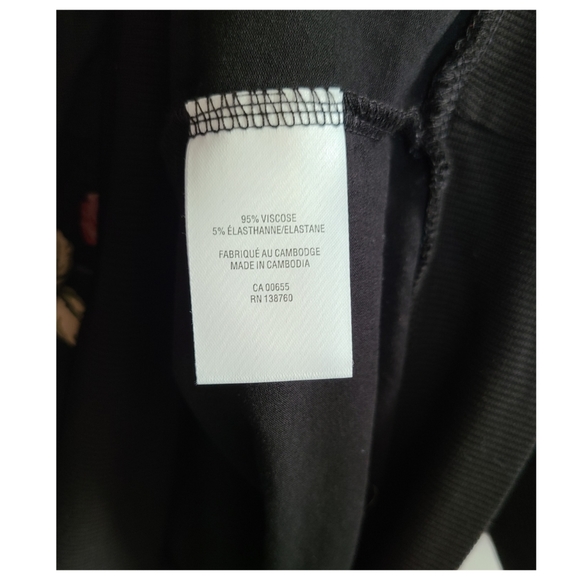 95% VISCOSE
5% ÉLASTHANNE/ELASTANE
FABRIQUÉ AU CAMBODGE
MADE IN CAMBODIA
CA 00655
RN 138760